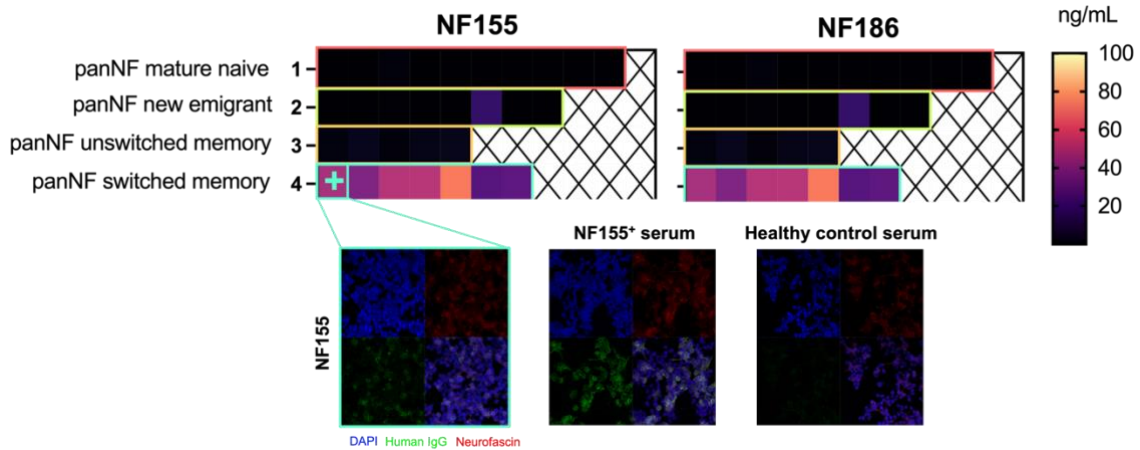 NF155 NF186 ng/mL
panNF mature naive 1 100
panNF new emigrant 2 80
panNF unswitched memory 3 60
panNF switched memory 4 + 40
20
NF155+ serum Healthy control serum
NF155
DAPI Human IgG Neurofascin